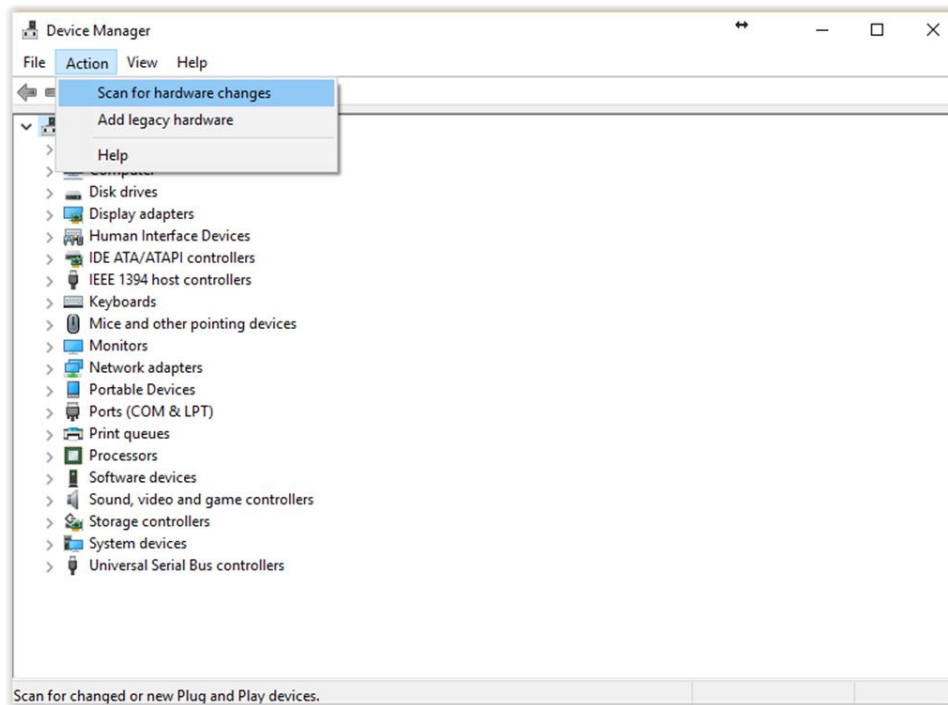 Device Manager
File Action View Help
Scan for hardware changes
Add legacy hardware
Help
Computer
Disk drives
Display adapters
Human Interface Devices
IDE ATA/ATAPI controllers
IEEE 1394 host controllers
Keyboards
Mice and other pointing devices
Monitors
Network adapters
Portable Devices
Ports (COM & LPT)
Print queues
Processors
Software devices
Sound, video and game controllers
Storage controllers
System devices
Universal Serial Bus controllers
Scan for changed or new Plug and Play devices.